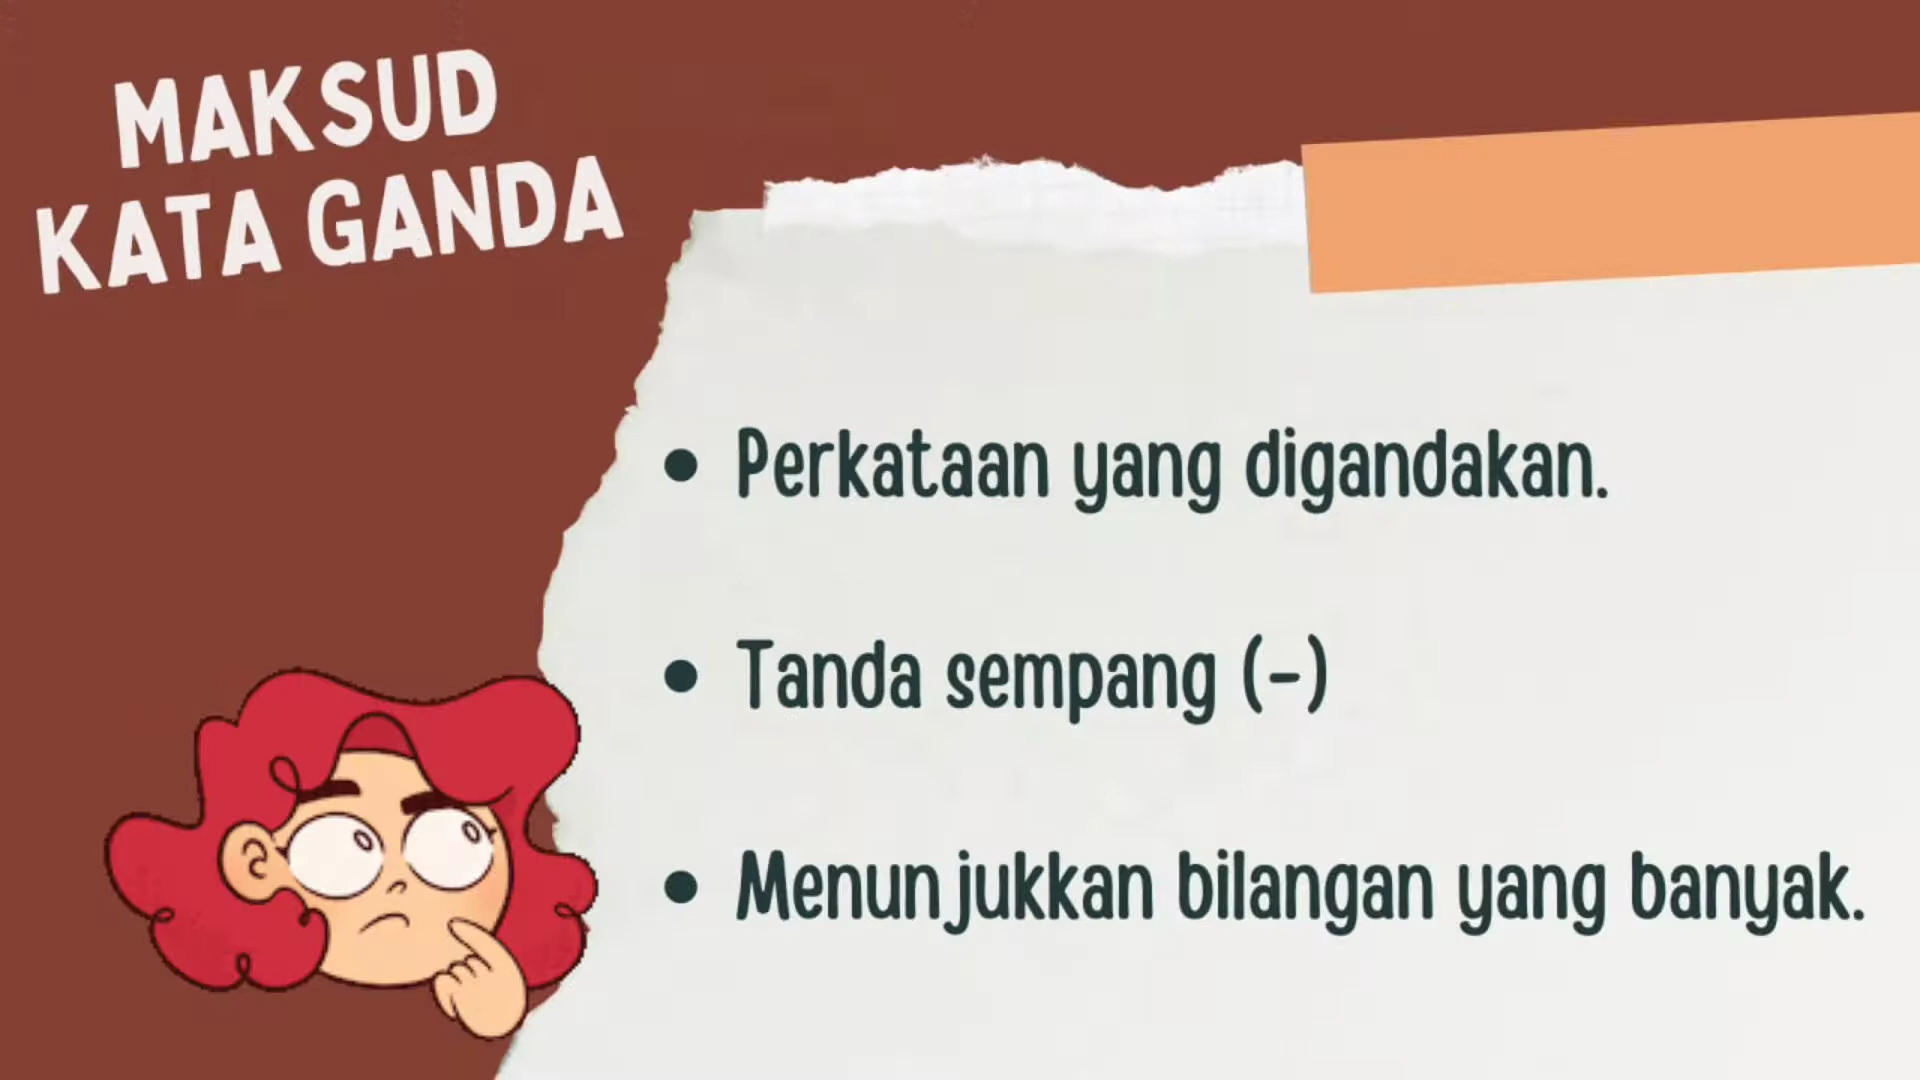 MAKSUD
KATA GANDA
• Perkataan yang digandakan.
• Tanda sempang (-)
• Menunjukkan bilangan yang banyak.